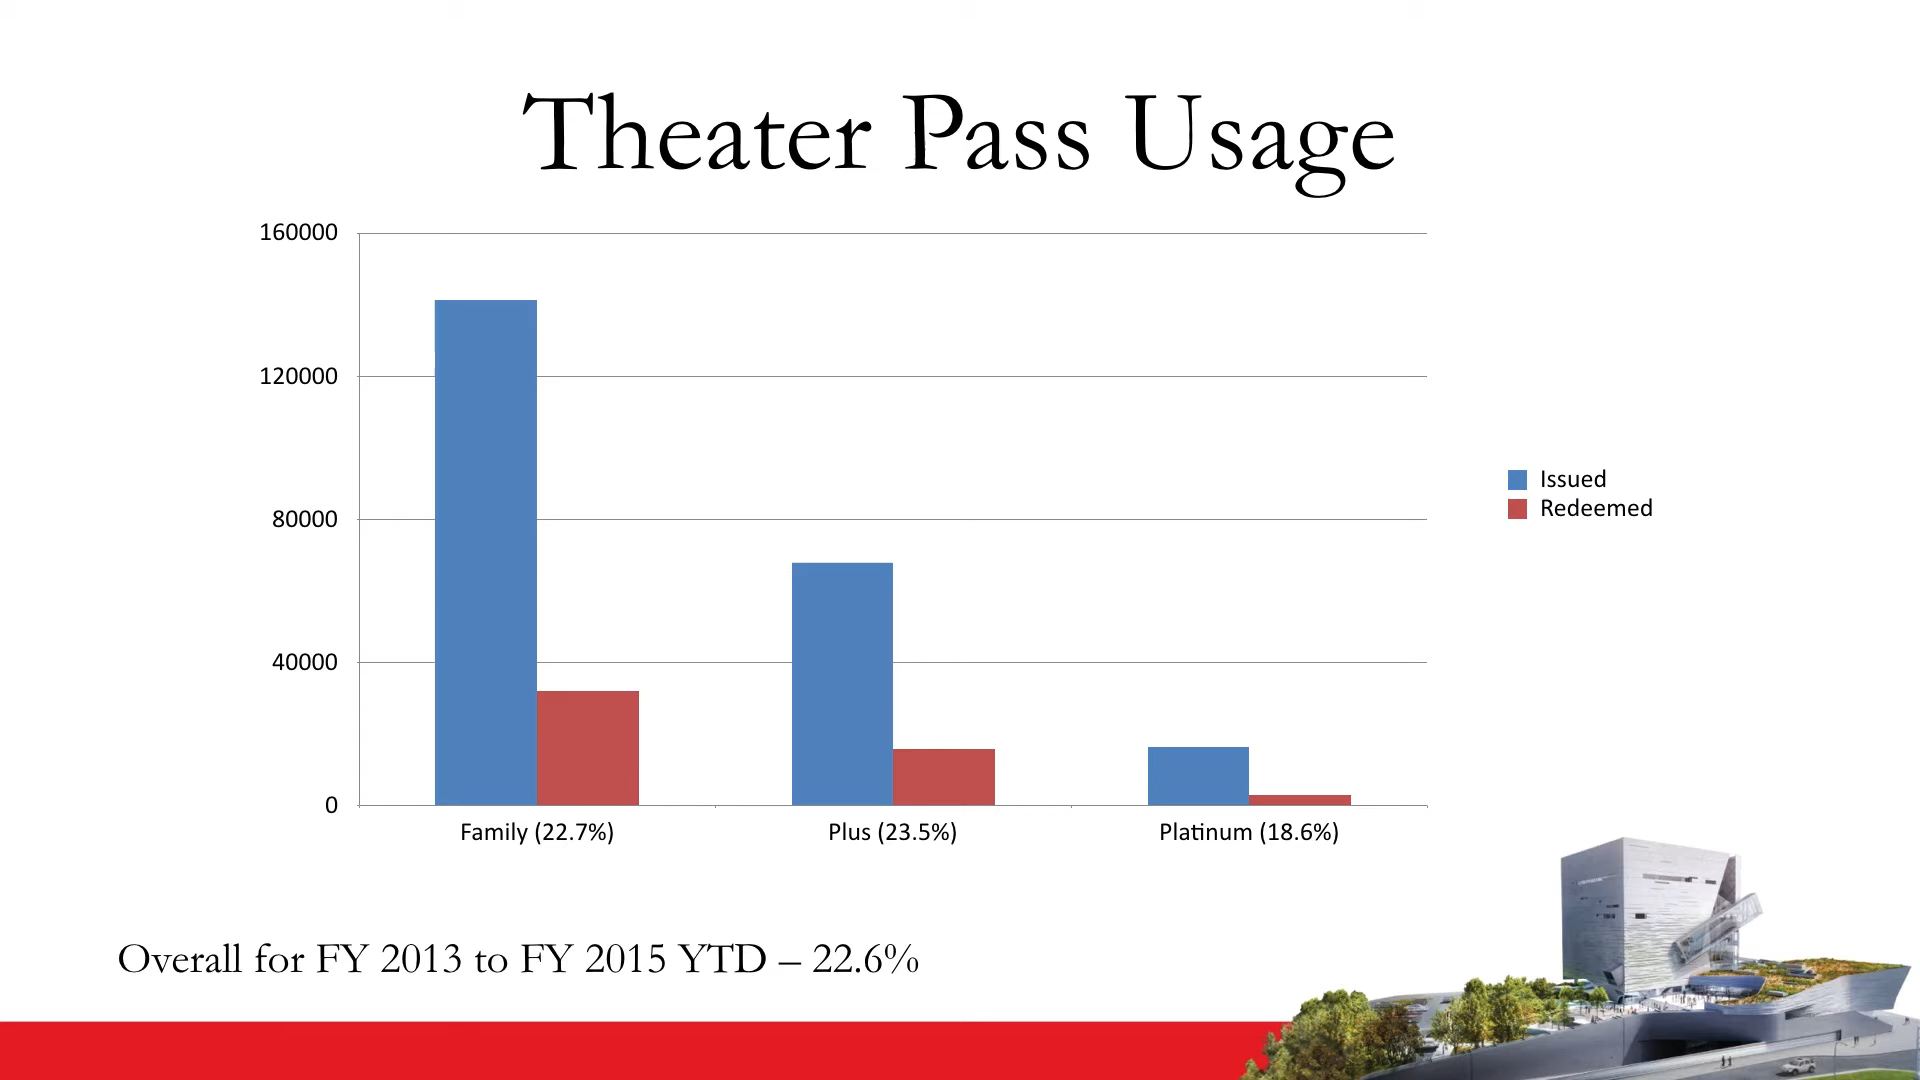 Theater Pass Usage
160000
120000
80000
40000
0
Issued
Redeemed
Family (22.7%)
Plus (23.5%)
Platinum (18.6%)
Overall for FY 2013 to FY 2015 YTD – 22.6%